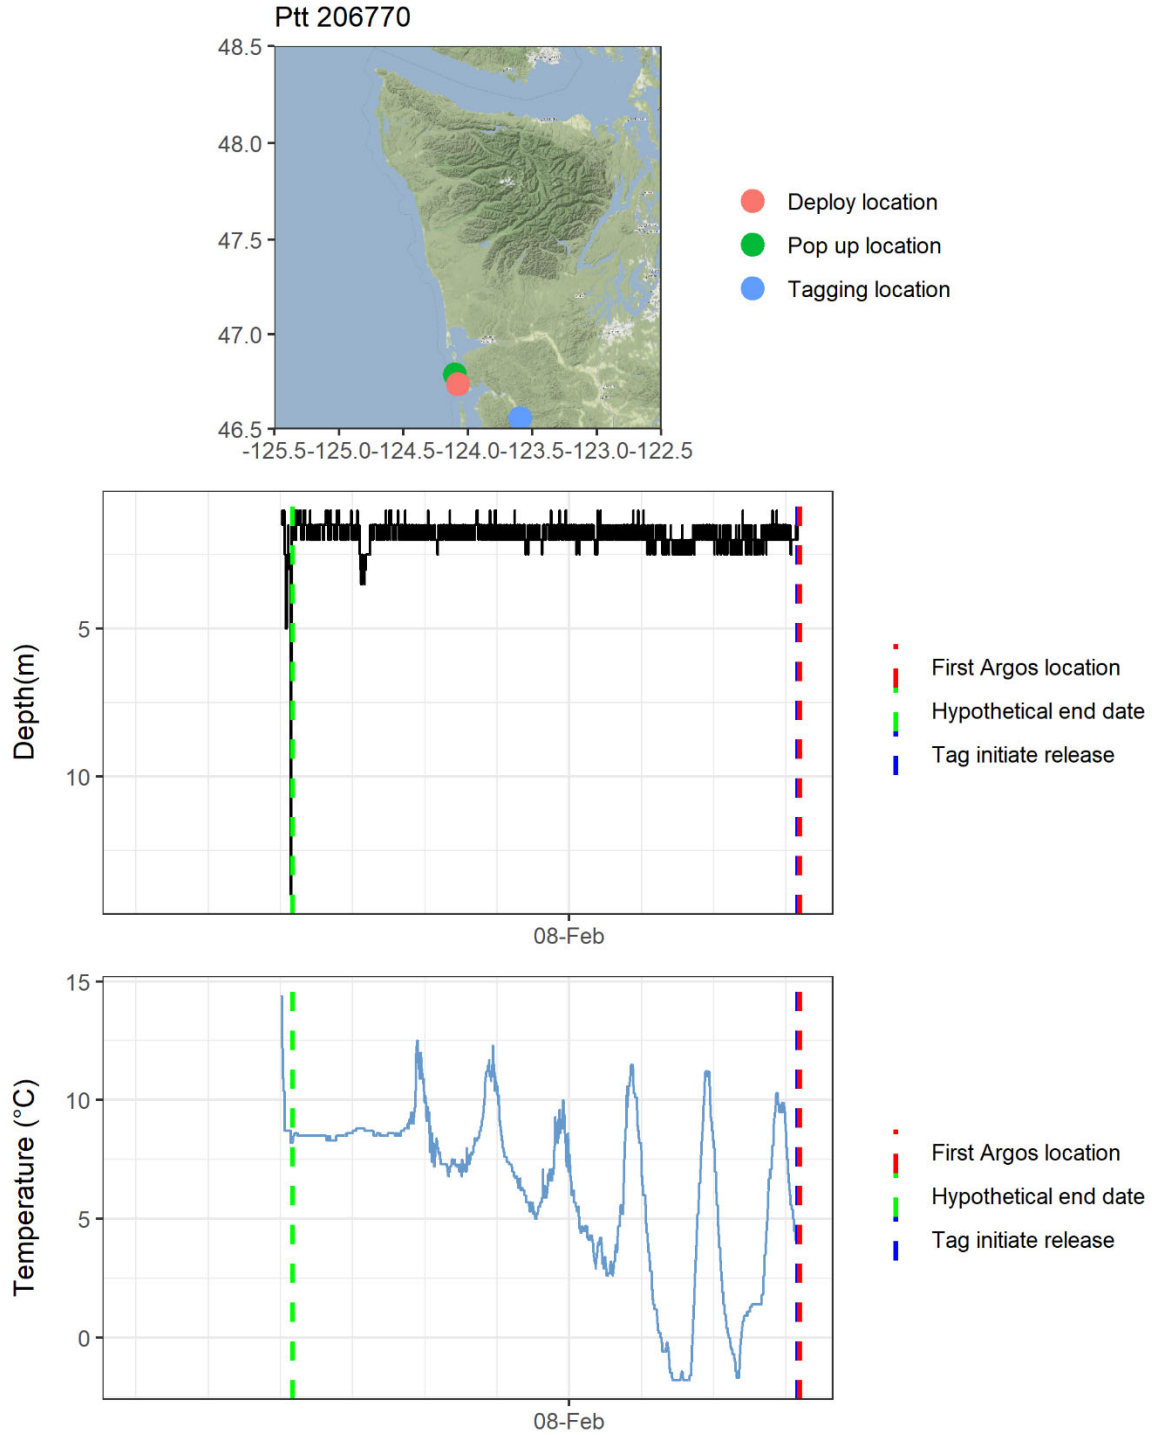 Ptt 206770
48.5
48.0
47.5
47.0
46.5
-125.5-125.0-124.5-124.0-123.5-123.0-122.5
Deploy location
Pop up location
Tagging location
Depth(m)
5
10
08-Feb
First Argos location
Hypothetical end date
Tag initiate release
Temperature (°C)
15
10
5
0
08-Feb
First Argos location
Hypothetical end date
Tag initiate release